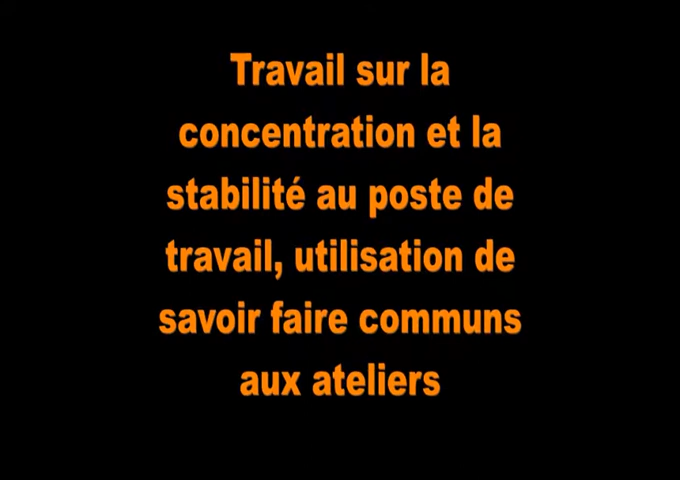 Travail sur la
concentration et la
stabilité au poste de
travail, utilisation de
savoir faire communs
aux ateliers